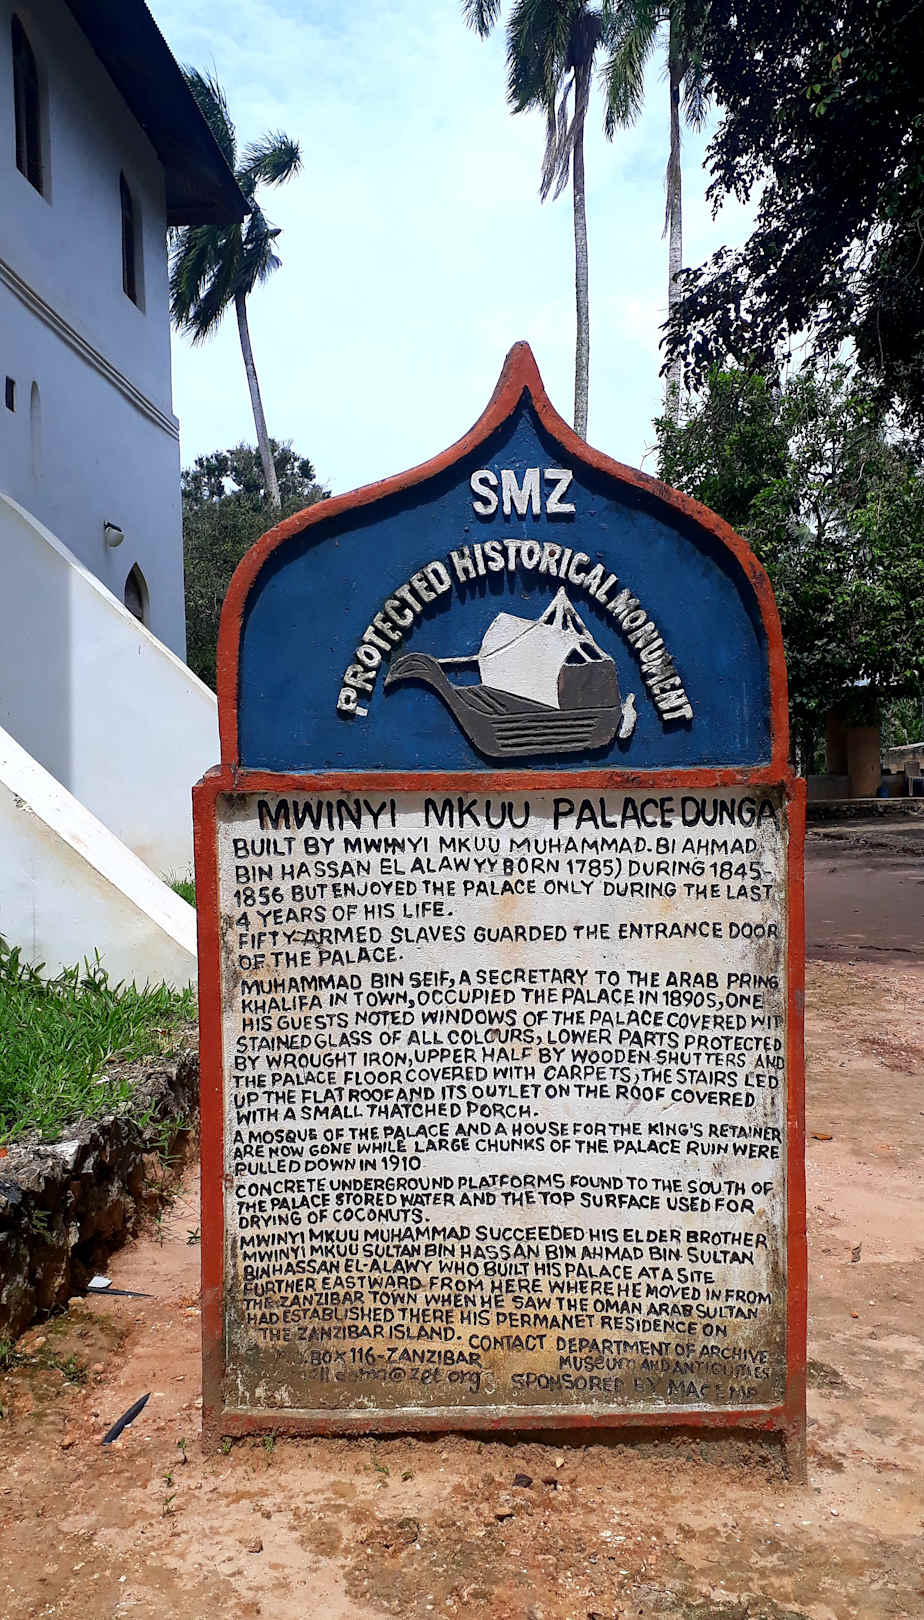 SMZ
PROTECTED HISTORICAL MONUMENT
MWINYI MKUU PALACE DUNGA
BUILT BY MWINYI MKUU MUHAMMAD. BI AHMAD
BIN HASSAN EL ALAWYY BORN 1785) DURING 1845-
1856 BUT ENJOYED THE PALACE ONLY DURING THE LAST
4 YEARS OF HIS LIFE.
FIFTY ARMED SLAVES GUARDED THE ENTRANCE DOOR
OF THE PALACE.
MUHAMMAD BIN SEIF, A SECRETARY TO THE ARAB PRING
KHALIFA IN TOWN, OCCUPIED THE PALACE IN 1890S, ONE
HIS GUESTS NOTED WINDOWS OF THE PALACE COVERED WIT
STAINED GLASS OF ALL COLOURS, LOWER PARTS PROTECTED
BY WROUGHT IRON, UPPER HALF BY WOODEN SHUTTERS AND
THE PALACE FLOOR COVERED WITH CARPETS, THE STAIRS LED
UP THE FLAT ROOF AND ITS OUTLET ON THE ROOF COVERED
WITH A SMALL THATCHED PORCH.
A MOSQUE OF THE PALACE AND A HOUSE FOR THE KING'S RETAINER
ARE NOW GONE WHILE LARGE CHUNKS OF THE PALACE RUIN WERE
PULLED DOWN IN 1910
CONCRETE UNDERGROUND PLATFORMS FOUND TO THE SOUTH OF
THE PALACE STORED WATER AND THE TOP SURFACE USED FOR
DRYING OF COCONUTS.
MWINYI MKUU MUHAMMAD SUCCEEDED HIS ELDER BROTHER
MWINYI MKUU SULTAN BIN HASSAN BIN AHMAD BIN SULTAN
BIN HASSAN EL-ALAWY WHO BUILT HIS PALACE AT A SITE
FURTHER EASTWARD FROM HERE WHERE HE MOVED IN FROM
THE ZANZIBAR TOWN WHEN HE SAW THE OMAN ARAB SULTAN
HAD ESTABLISHED THERE HIS PERMANET RESIDENCE ON
THE ZANZIBAR ISLAND. CONTACT DEPARTMENT OF ARCHIVE
BOX 116-ZANZIBAR MUSEUM AND ANTIQUITIES
SPONSORED BY